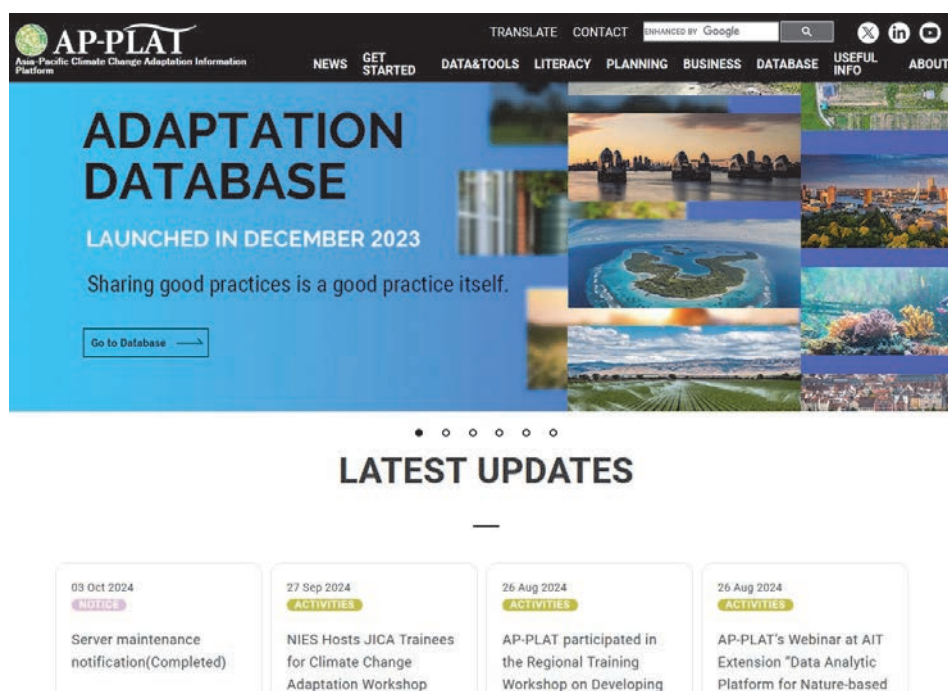 AP-PLAT
Asia-Pacific Climate Change Adaptation Information
Platform
TRANSLATE CONTACT ENHANCED BY Google
NEWS GET STARTED DATA&TOOLS LITERACY PLANNING BUSINESS DATABASE USEFUL INFO ABOUT
ADAPTATION
DATABASE
LAUNCHED IN DECEMBER 2023
Sharing good practices is a good practice itself.
Go to Database
LATEST UPDATES
03 Oct 2024
NOTICE
Server maintenance
notification(Completed)
27 Sep 2024
ACTIVITIES
NIES Hosts JICA Trainees
for Climate Change
Adaptation Workshop
26 Aug 2024
ACTIVITIES
AP-PLAT participated in
the Regional Training
Workshop on Developing
26 Aug 2024
ACTIVITIES
AP-PLAT's Webinar at AIT
Extension "Data Analytic
Platform for Nature-based